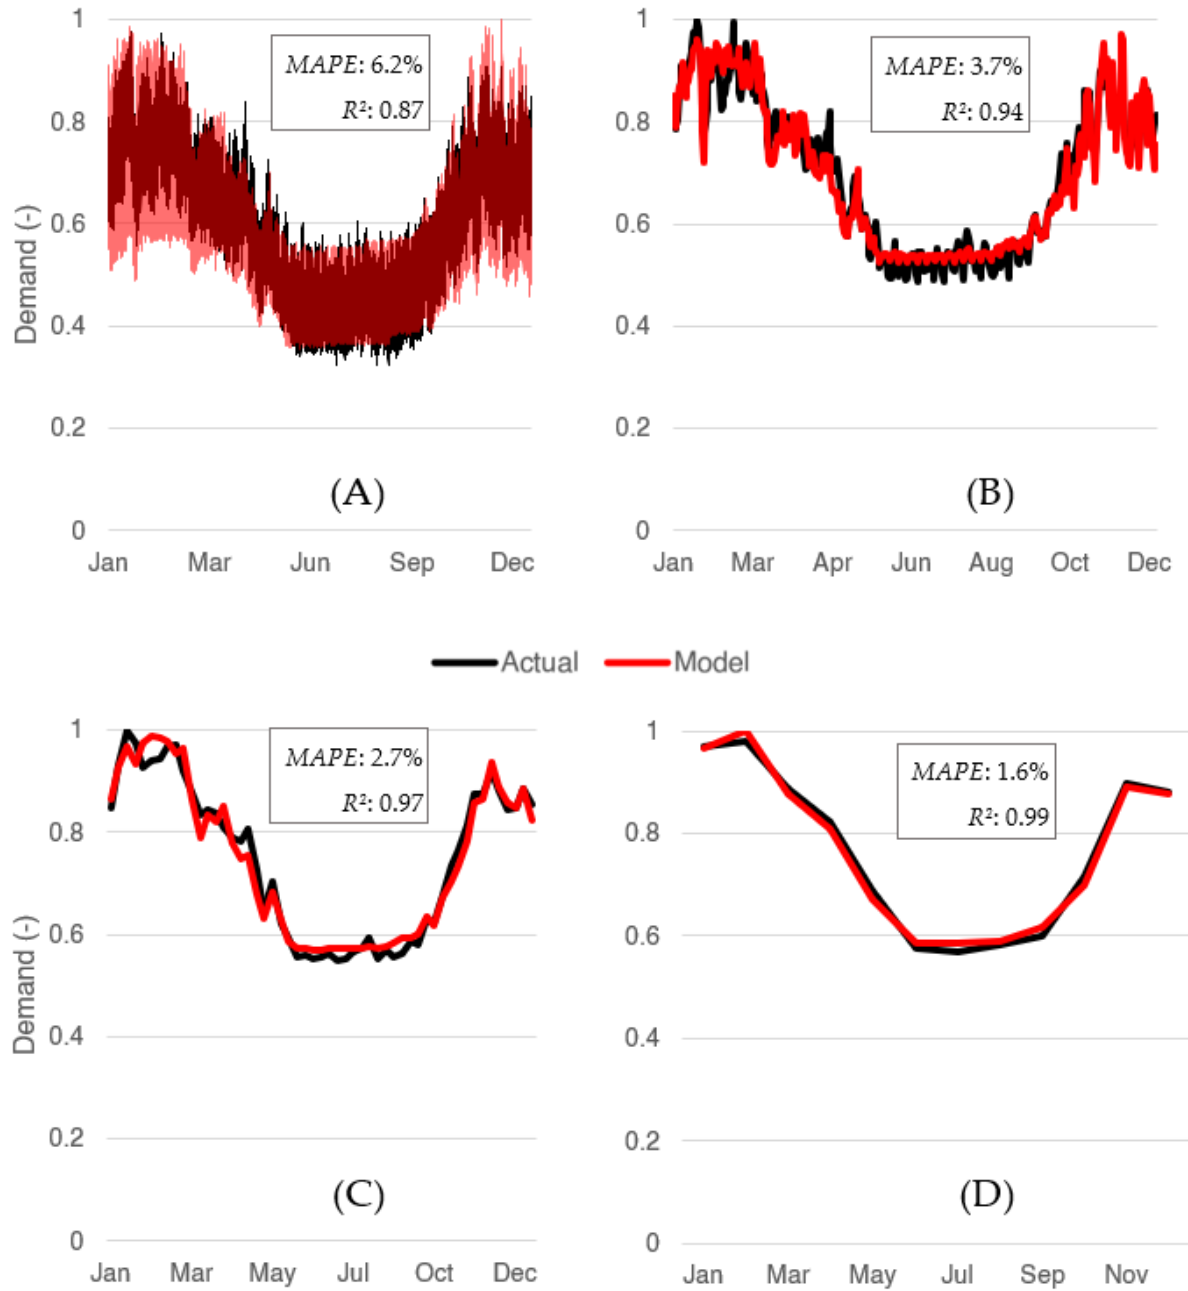 1
0.8
0.6
0.4
0.2
0
Demand (-)
MAPE: 6.2%
R²: 0.87
(A)
Jan Mar Jun Sep Dec
1
0.8
0.6
0.4
0.2
0
MAPE: 3.7%
R²: 0.94
(B)
Jan Mar Apr Jun Aug Oct Dec
Actual Model
1
0.8
0.6
0.4
0.2
0
Demand (-)
MAPE: 2.7%
R²: 0.97
(C)
Jan Mar May Jul Oct Dec
1
0.8
0.6
0.4
0.2
0
MAPE: 1.6%
R²: 0.99
(D)
Jan Mar May Jul Sep Nov